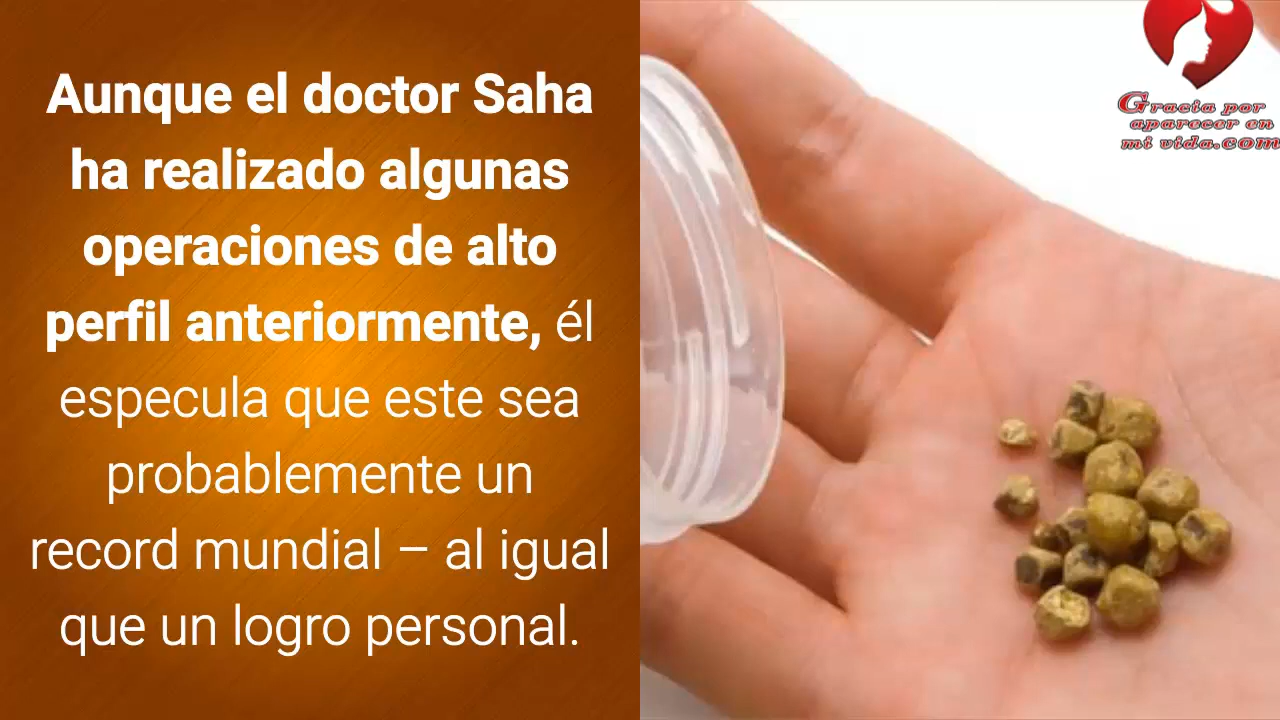 Aunque el doctor Saha
ha realizado algunas
operaciones de alto
perfil anteriormente, él
especula que este sea
probablemente un
record mundial – al igual
que un logro personal.
Gracia por
aparecer en
mi vida.com